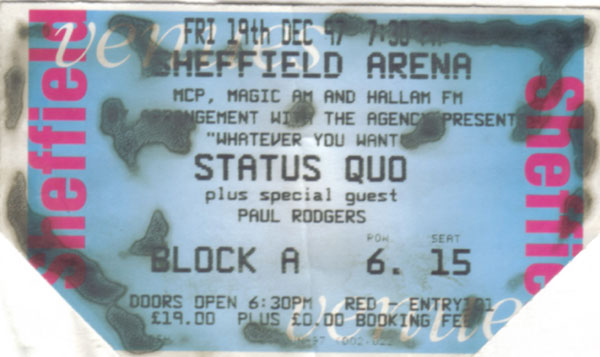 venues
FRI 19th DEC 97 7:30
SHEFFIELD ARENA
MCP, MAGIC AM AND HALLAM FM
WITH THE AGENCY PRESENT
"WHATEVER YOU WANT
STATUS QUO
plus special guest
PAUL RODGERS
ROW SEAT
BLOCK A 6. 15
DOORS OPEN 6:30PM RED - ENTRY
£19.00 PLUS £0.00 BOOKING FEE
venue
Sheffield
Sheffie